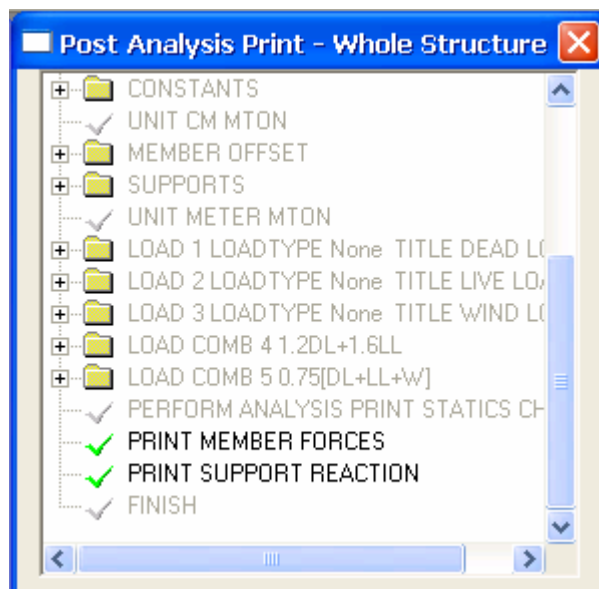 Post Analysis Print - Whole Structure
CONSTANTS
UNIT CM MTON
MEMBER OFFSET
SUPPORTS
UNIT METER MTON
LOAD 1 LOADTYPE None TITLE DEAD LO
LOAD 2 LOADTYPE None TITLE LIVE LOA
LOAD 3 LOADTYPE None TITLE WIND LO
LOAD COMB 4 1.2DL+1.6LL
LOAD COMB 5 0.75[DL+LL+W]
PERFORM ANALYSIS PRINT STATICS CH
PRINT MEMBER FORCES
PRINT SUPPORT REACTION
FINISH